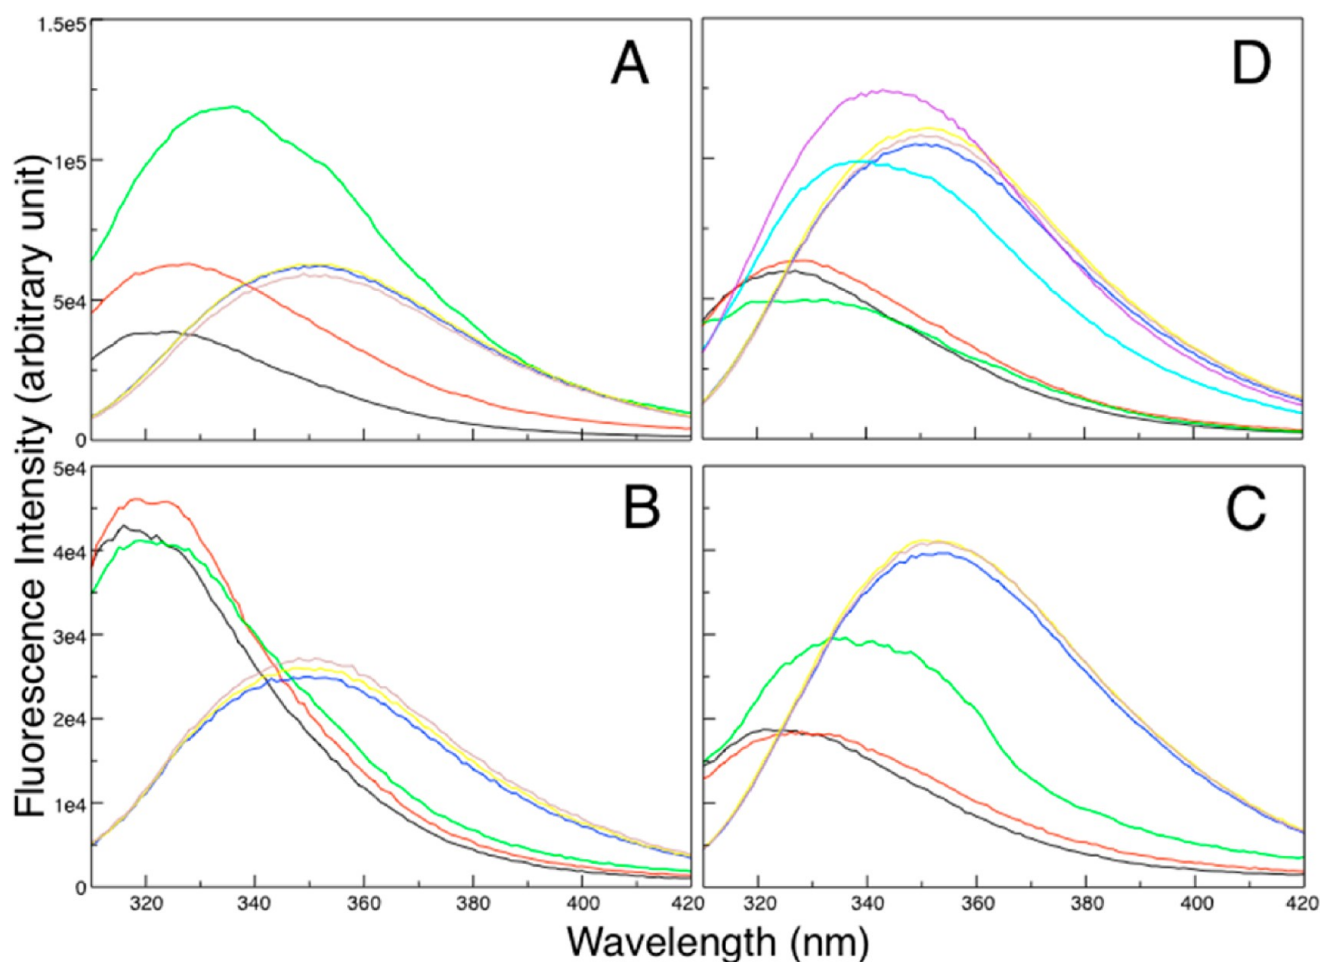 Fluorescence Intensity (arbitrary unit)
1.5e5
1e5
5e4
0
A
D
5e4
4e4
3e4
2e4
1e4
0
B
C
320 340 360 380 400 420
320 340 360 380 400 420
Wavelength (nm)